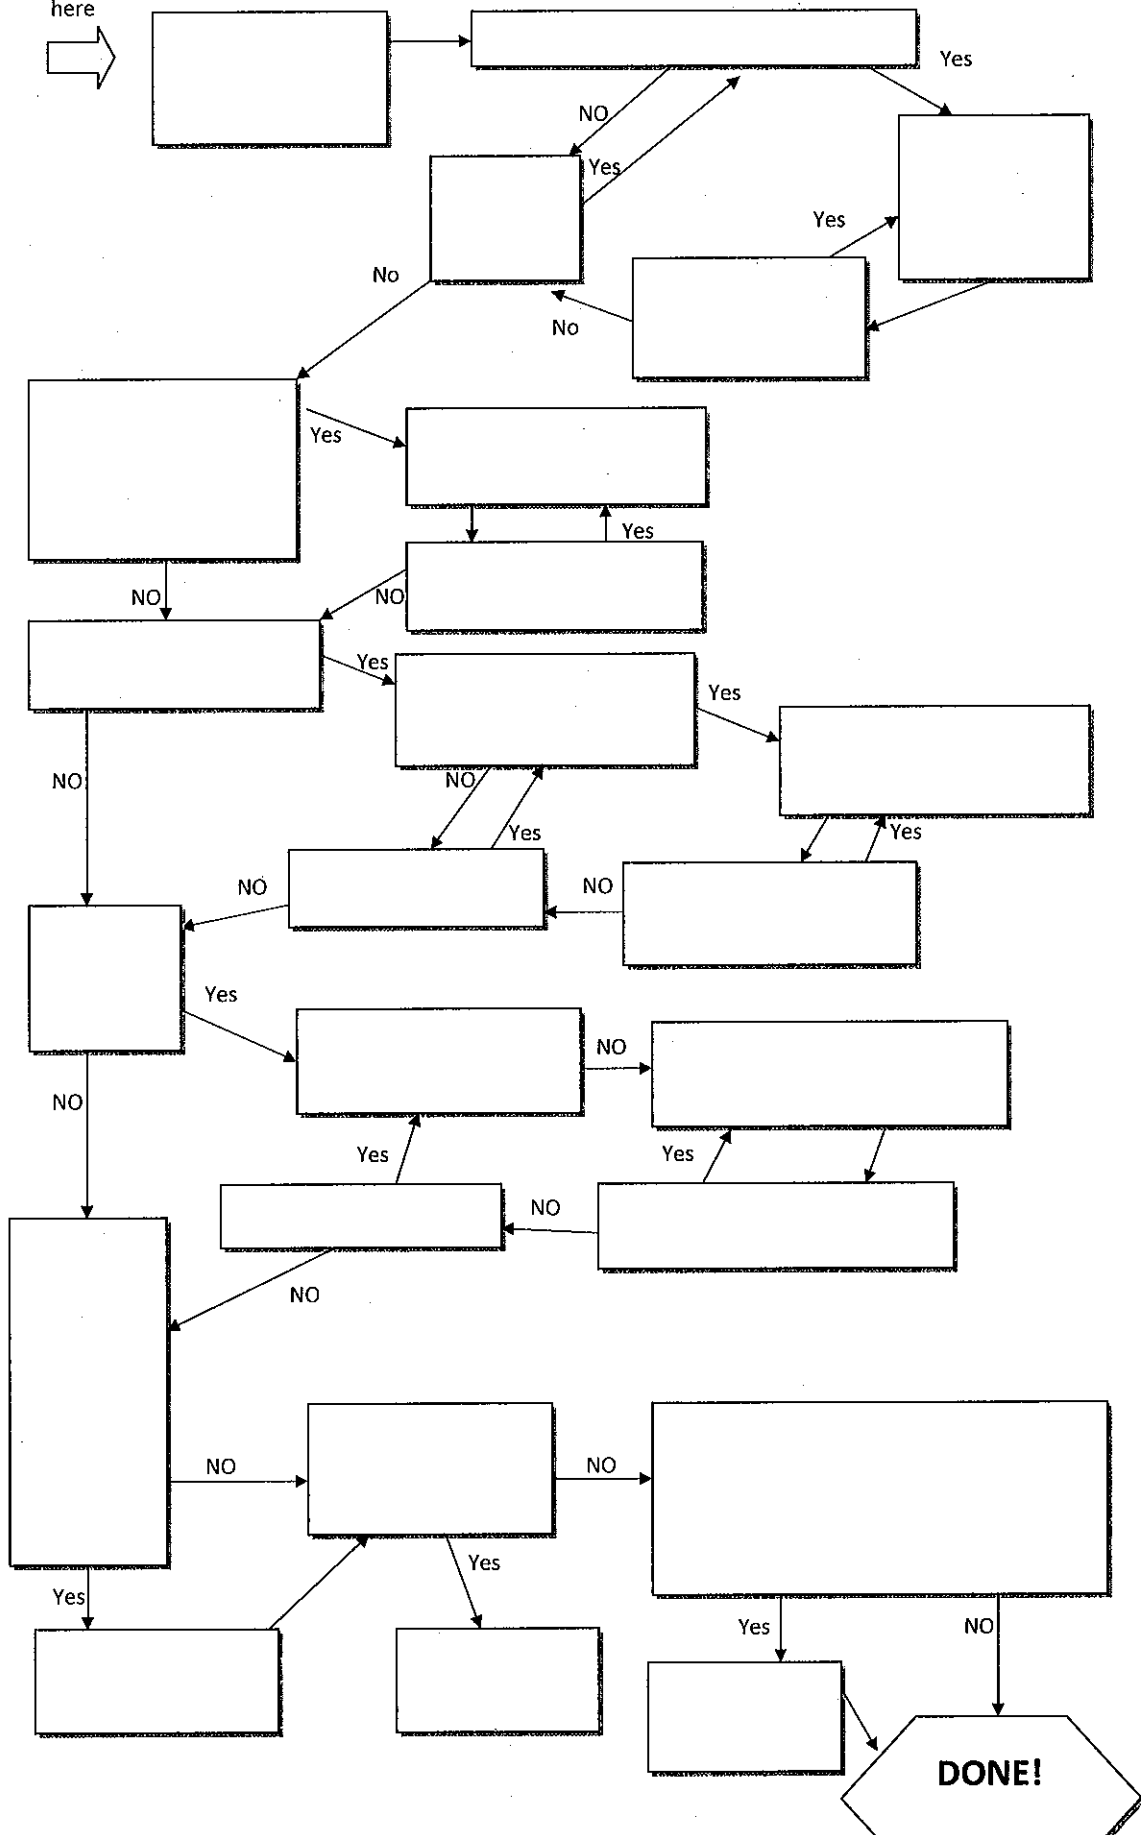 here
Yes
NO
Yes
Yes
No
No
Yes
Yes
NO
NO
Yes
Yes
NO
NO
Yes
Yes
NO
NO
Yes
NO
NO
Yes
Yes
NO
NO
NO
NO
Yes
Yes
Yes
NO
DONE!